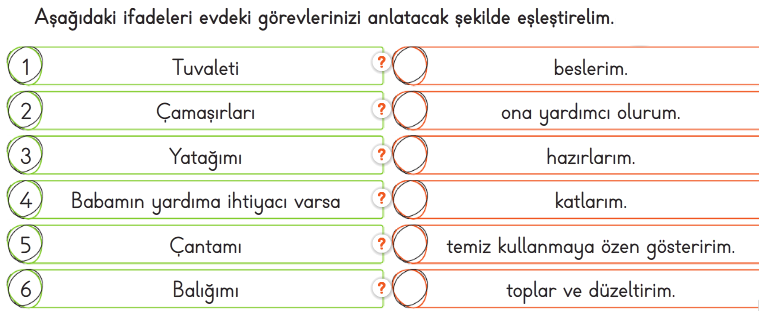 Aşağıdaki ifadeleri evdeki görevlerinizi anlatacak şekilde eşleştirelim.
1 Tuvaleti ? beslerim.
2 Çamaşırları ? ona yardımcı olurum.
3 Yatağımı ? hazırlarım.
4 Babamın yardıma ihtiyacı varsa ? katlarım.
5 Çantamı ? temiz kullanmaya özen gösteririm.
6 Balığımı ? toplar ve düzeltirim.